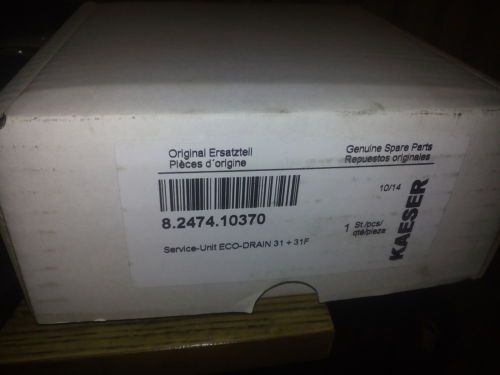 Original Ersatzteil
Pièces d'origine
Genuine Spare Parts
Repuestos originales
8.2474.10370
10/14
1 St./pcs/
qté/pieza
KAESER
Service-Unit ECO-DRAIN 31 + 31F